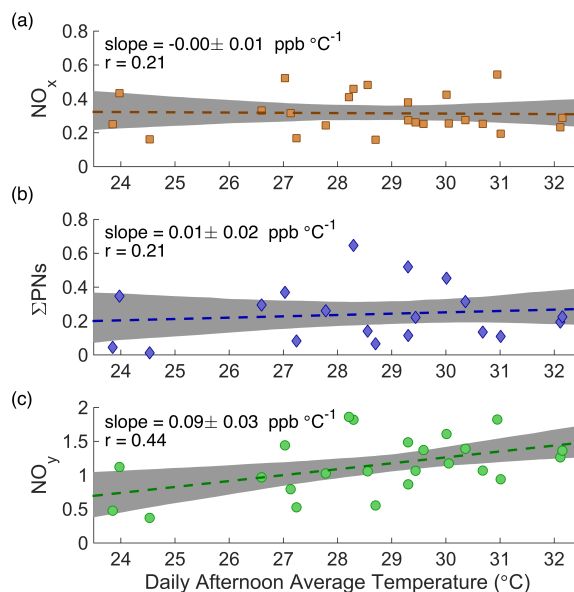 (a)
0.8
slope = -0.00± 0.01 ppb °C⁻¹
r = 0.21
0.6
0.4
0.2
0
NOₓ
24 25 26 27 28 29 30 31 32
(b)
0.8
slope = 0.01± 0.02 ppb °C⁻¹
r = 0.21
0.6
0.4
0.2
0
ΣPNs
24 25 26 27 28 29 30 31 32
(c)
2
slope = 0.09± 0.03 ppb °C⁻¹
r = 0.44
1.5
1
0.5
0
NOy
24 25 26 27 28 29 30 31 32
Daily Afternoon Average Temperature (°C)